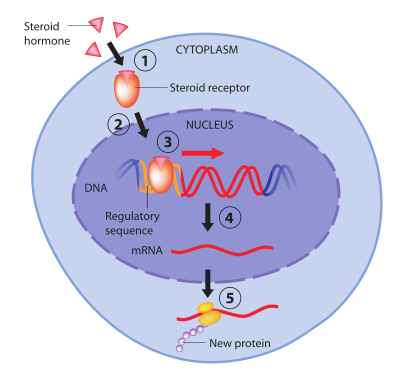 Steroid
hormone
CYTOPLASM
1
Steroid receptor
2
NUCLEUS
3
DNA
Regulatory
sequence
4
mRNA
5
New protein